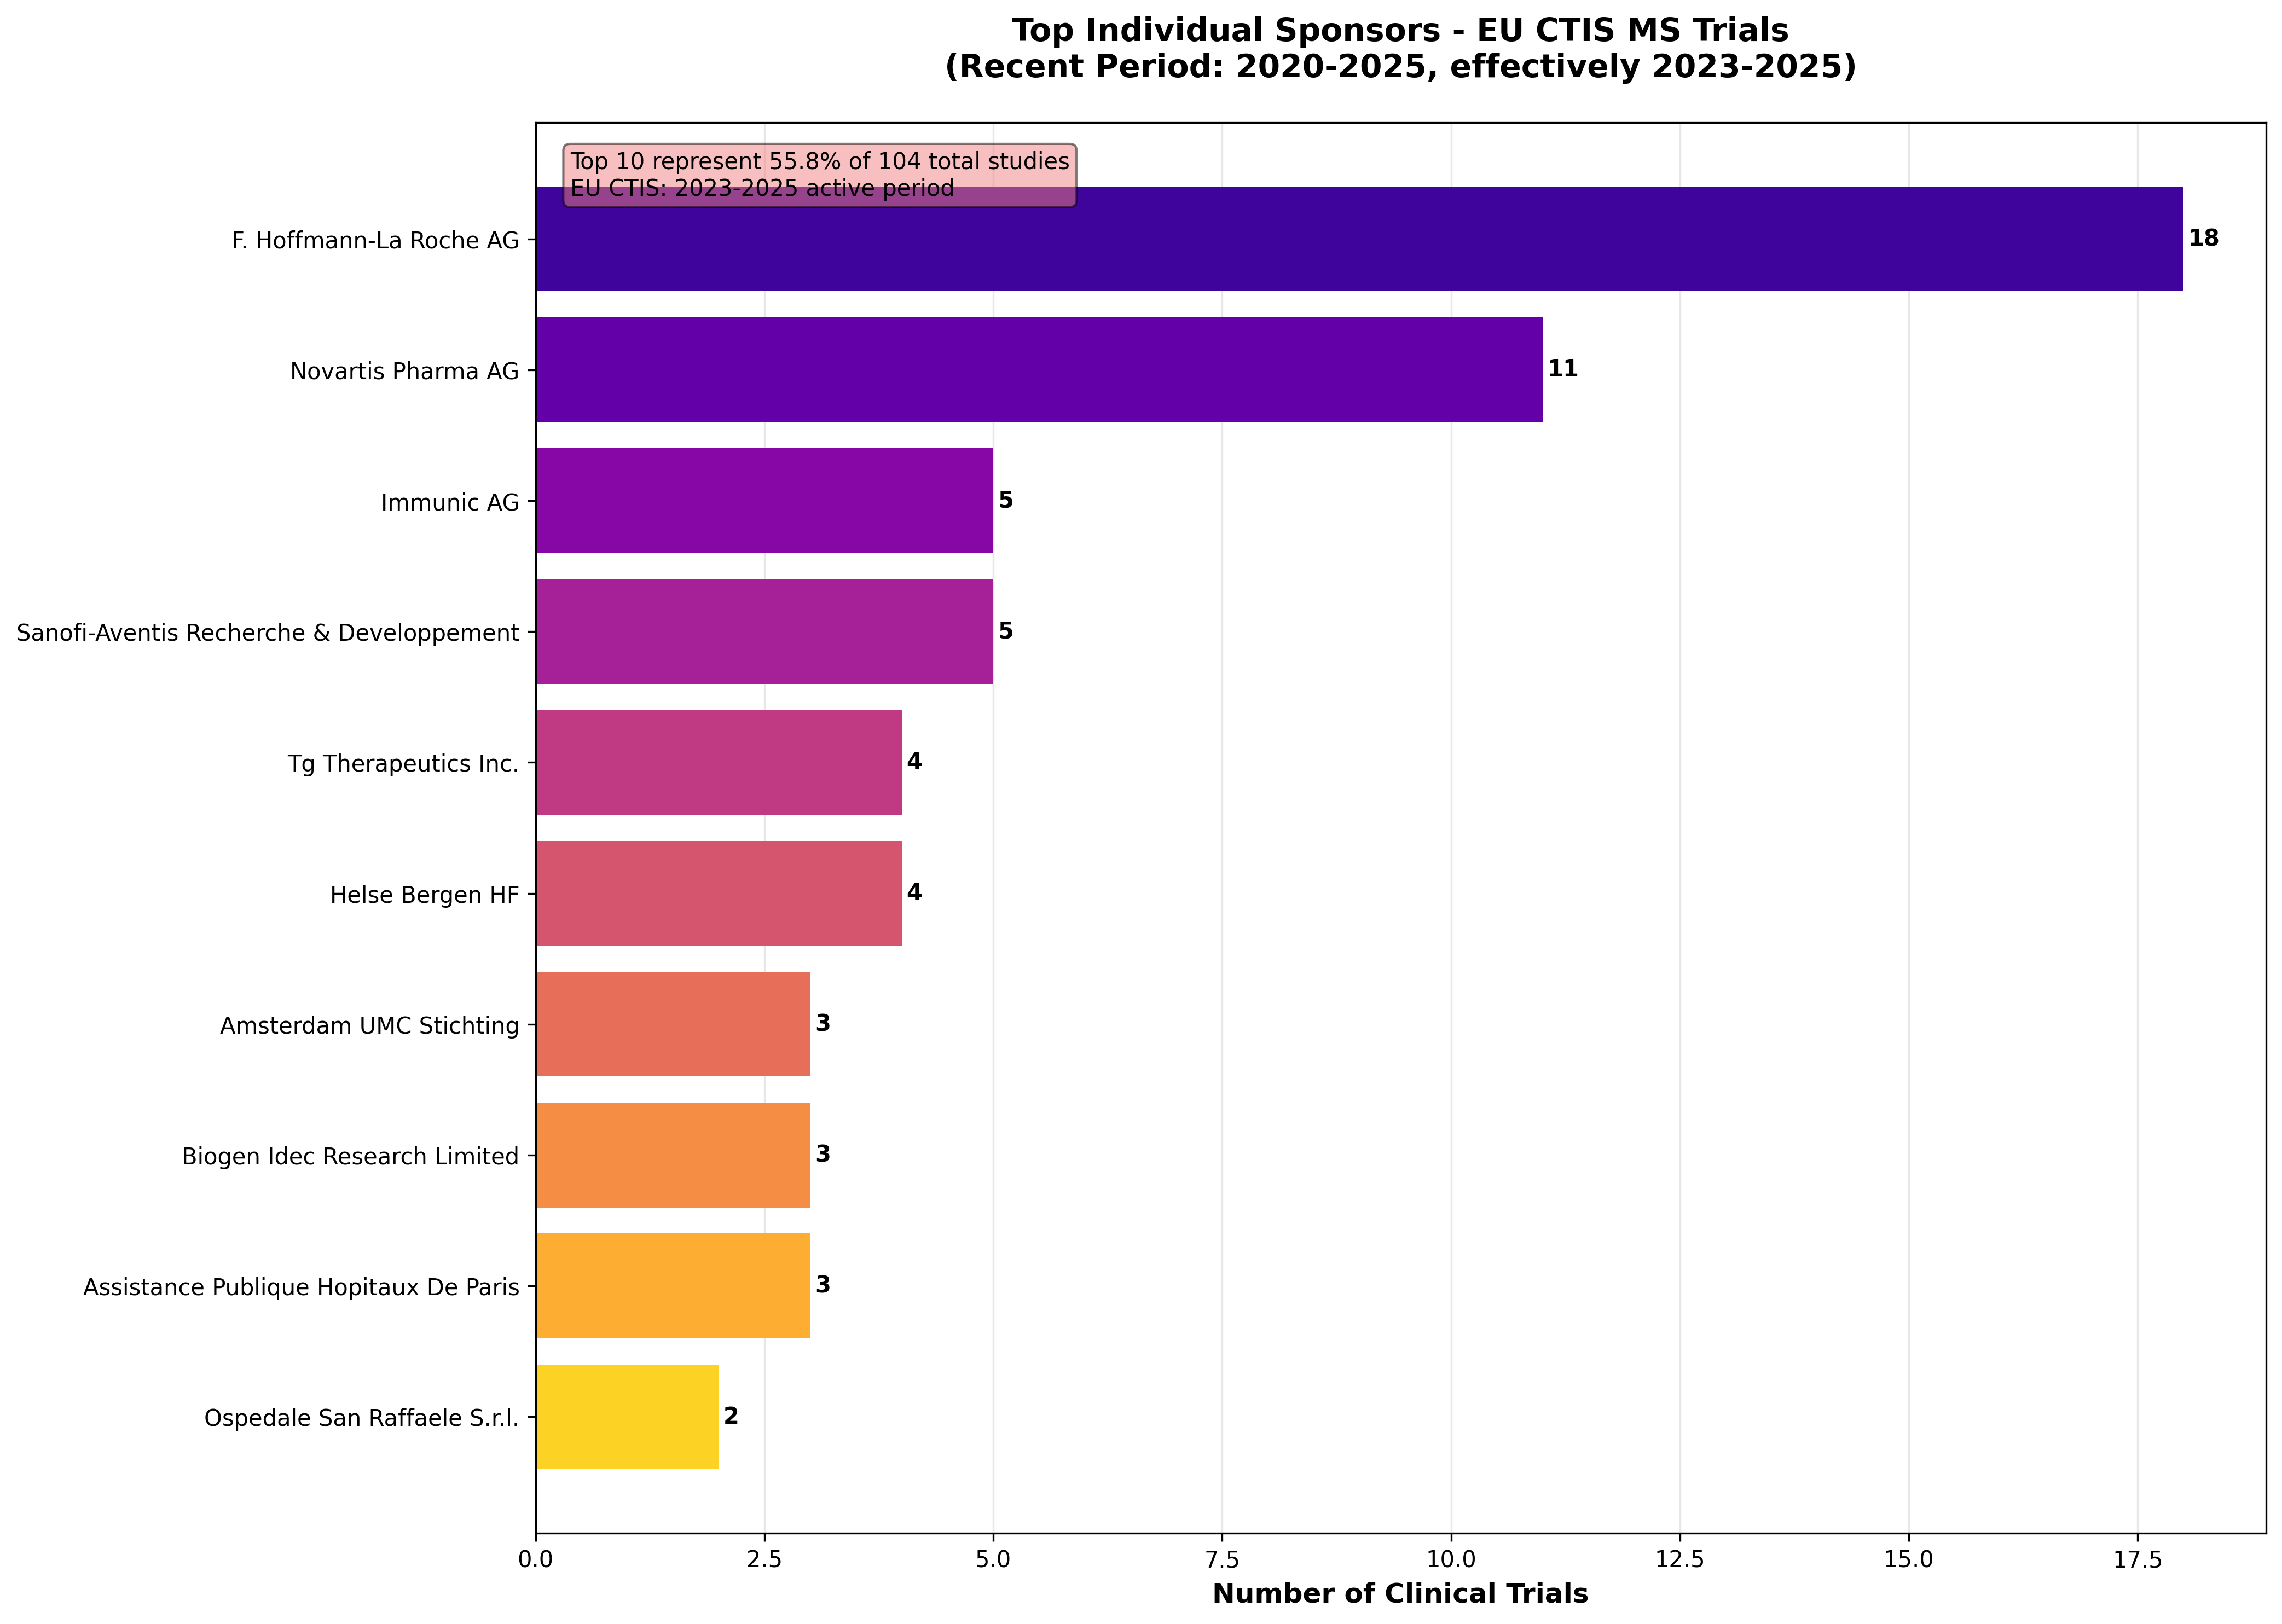 Top Individual Sponsors - EU CTIS MS Trials
(Recent Period: 2020-2025, effectively 2023-2025)
Top 10 represent 55.8% of 104 total studies
EU CTIS: 2023-2025 active period
F. Hoffmann-La Roche AG 18
Novartis Pharma AG 11
Immunic AG 5
Sanofi-Aventis Recherche & Developpement 5
Tg Therapeutics Inc. 4
Helse Bergen HF 4
Amsterdam UMC Stichting 3
Biogen Idec Research Limited 3
Assistance Publique Hopitaux De Paris 3
Ospedale San Raffaele S.r.l. 2
0.0 2.5 5.0 7.5 10.0 12.5 15.0 17.5
Number of Clinical Trials